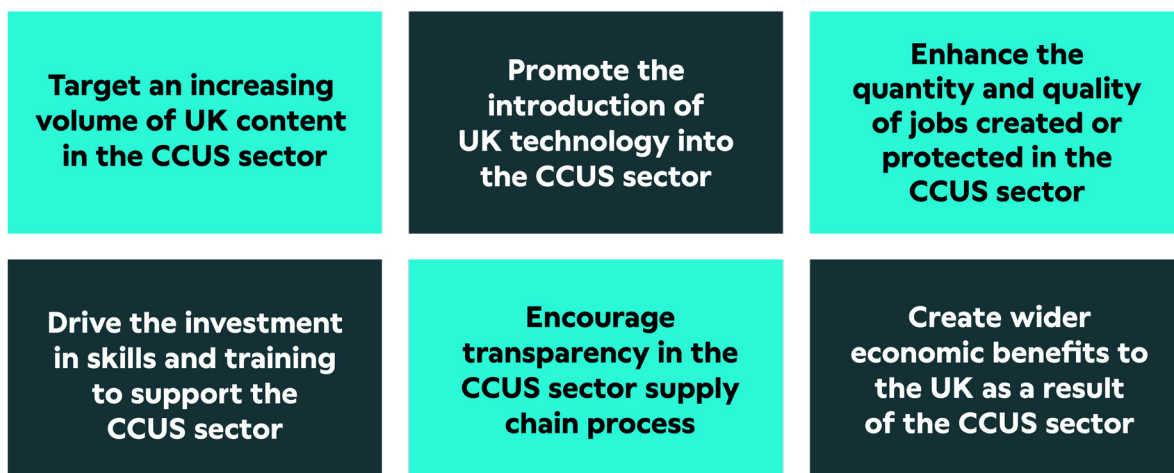 Target an increasing
volume of UK content
in the CCUS sector
Promote the
introduction of
UK technology into
the CCUS sector
Enhance the
quantity and quality
of jobs created or
protected in the
CCUS sector
Drive the investment
in skills and training
to support the
CCUS sector
Encourage
transparency in the
CCUS sector supply
chain process
Create wider
economic benefits to
the UK as a result
of the CCUS sector